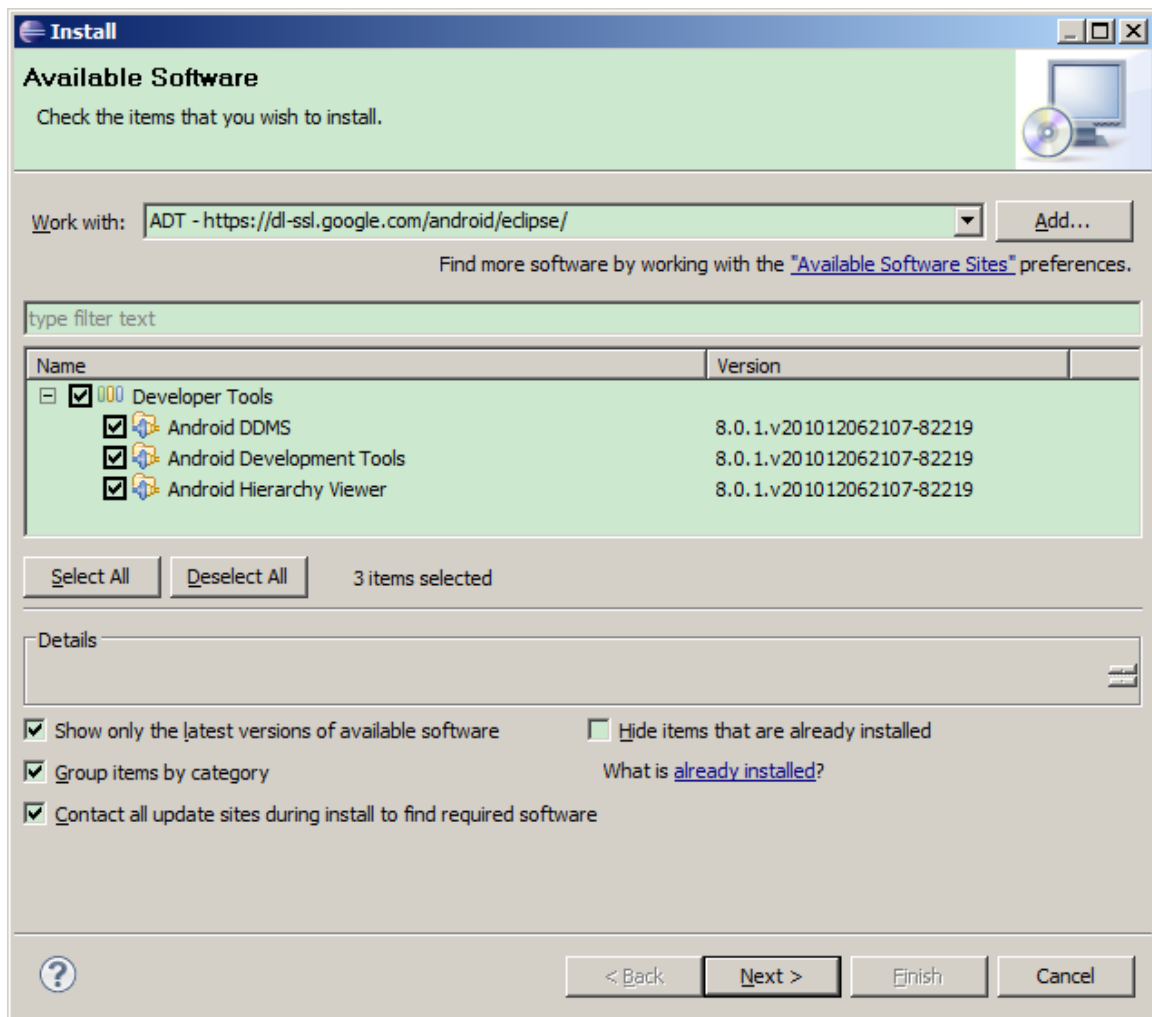 Install
Available Software
Check the items that you wish to install.
Work with: ADT - https://dl-ssl.google.com/android/eclipse/ Add...
Find more software by working with the "Available Software Sites" preferences.
type filter text
Name Version
Developer Tools
Android DDMS 8.0.1.v201012062107-82219
Android Development Tools 8.0.1.v201012062107-82219
Android Hierarchy Viewer 8.0.1.v201012062107-82219
Select All Deselect All 3 items selected
Details
Show only the latest versions of available software Hide items that are already installed
Group items by category What is already installed?
Contact all update sites during install to find required software
? < Back Next > Finish Cancel